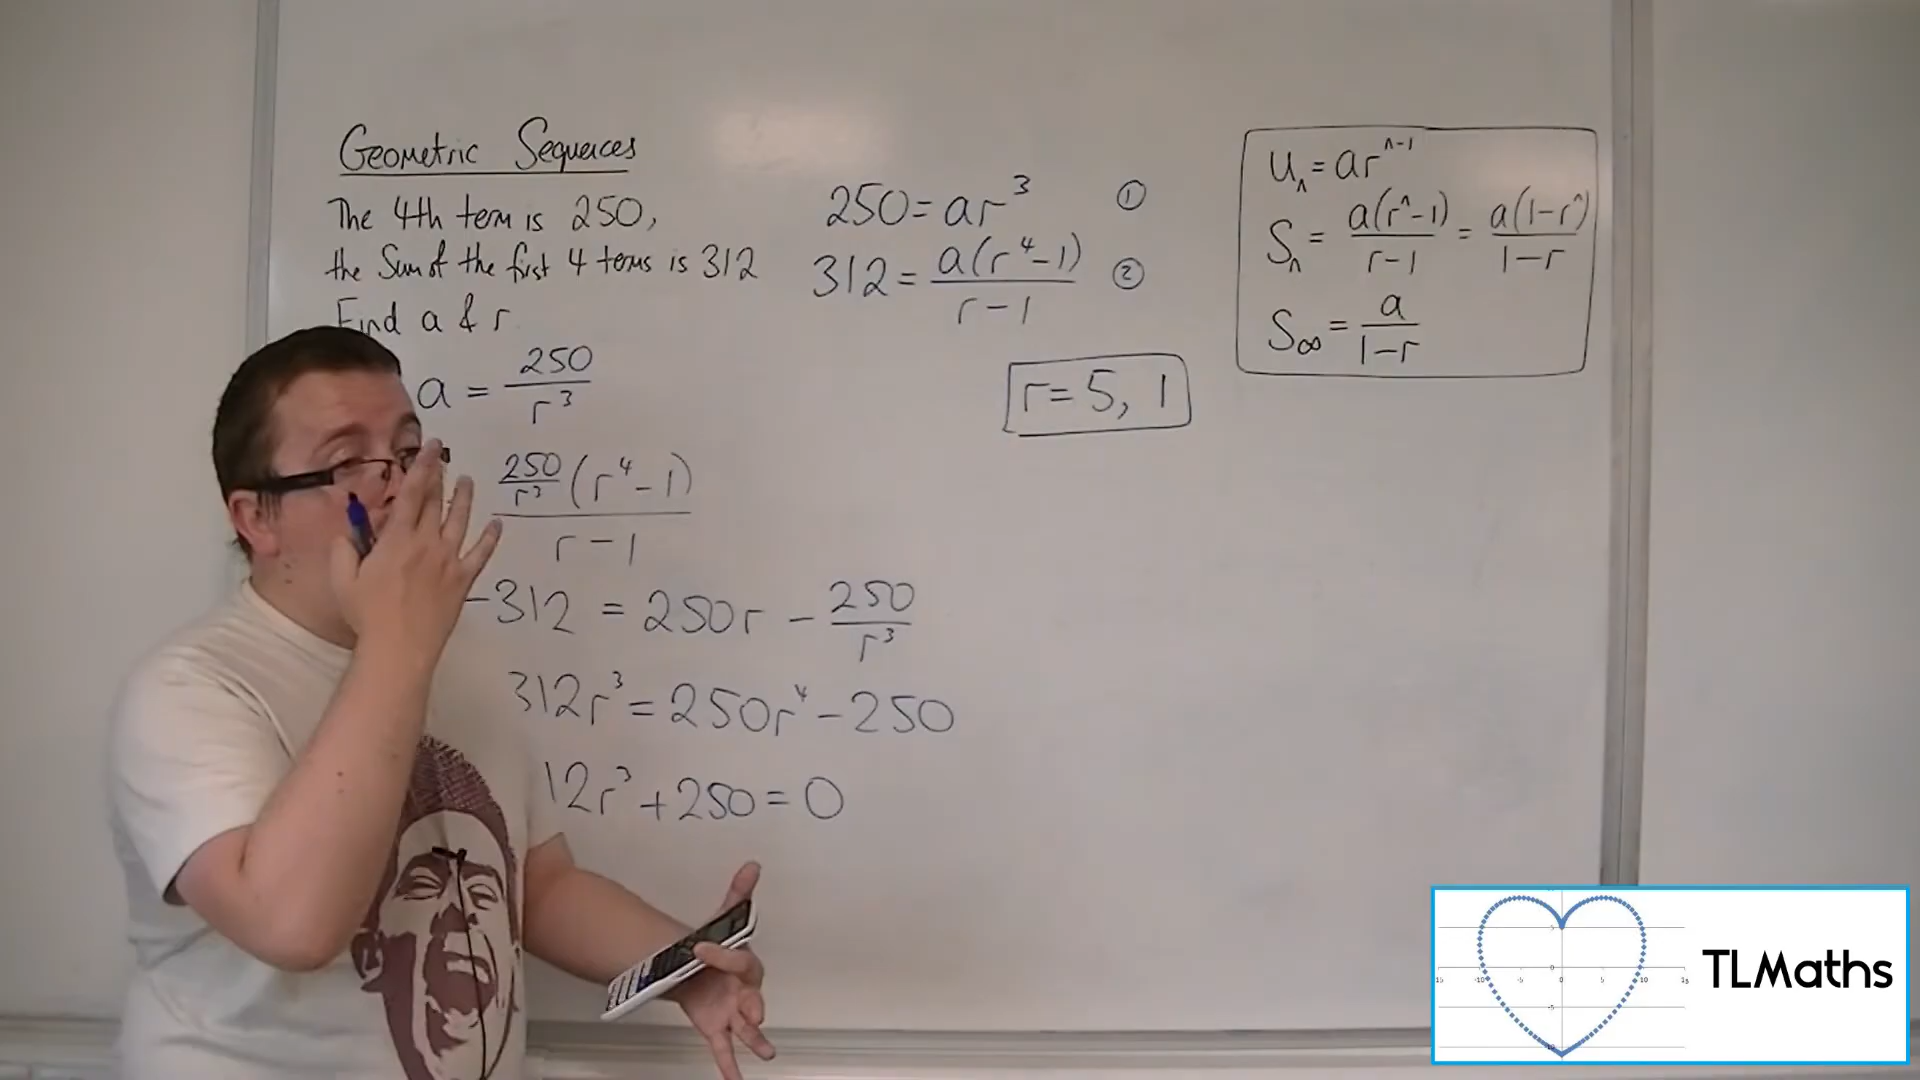 Geometric Sequences
The 4th term is 250,
the Sum of the first 4 terms is 312
Find a & r
a = 250/r³
250/r³ (r⁴-1)
r-1
-312 = 250r - 250/r³
312r³ = 250r⁴ - 250
12r³ + 250 = 0
250 = ar³ ①
312 = a(r⁴-1)/r-1 ②
r = 5, 1
uₙ = arⁿ⁻¹
Sₙ = a(rⁿ-1)/r-1 = a(1-rⁿ)/1-r
S∞ = a/1-r
TLMaths